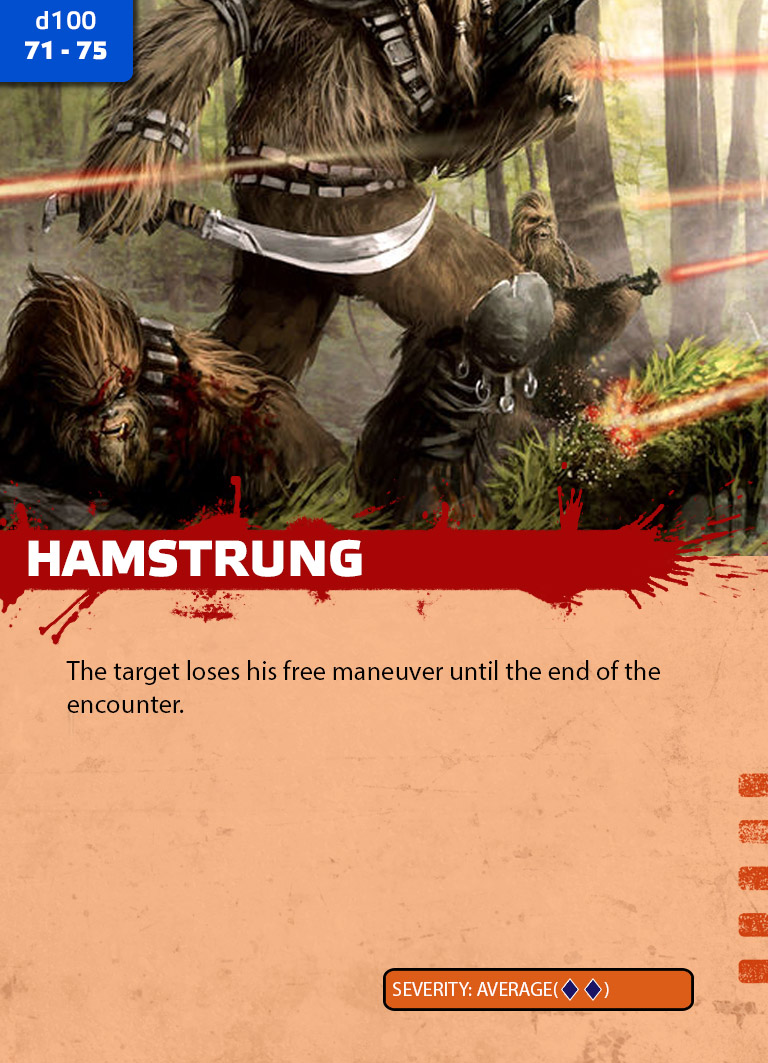 d100
71 - 75
HAMSTRUNG
The target loses his free maneuver until the end of the
encounter.
SEVERITY: AVERAGE(♦♦)